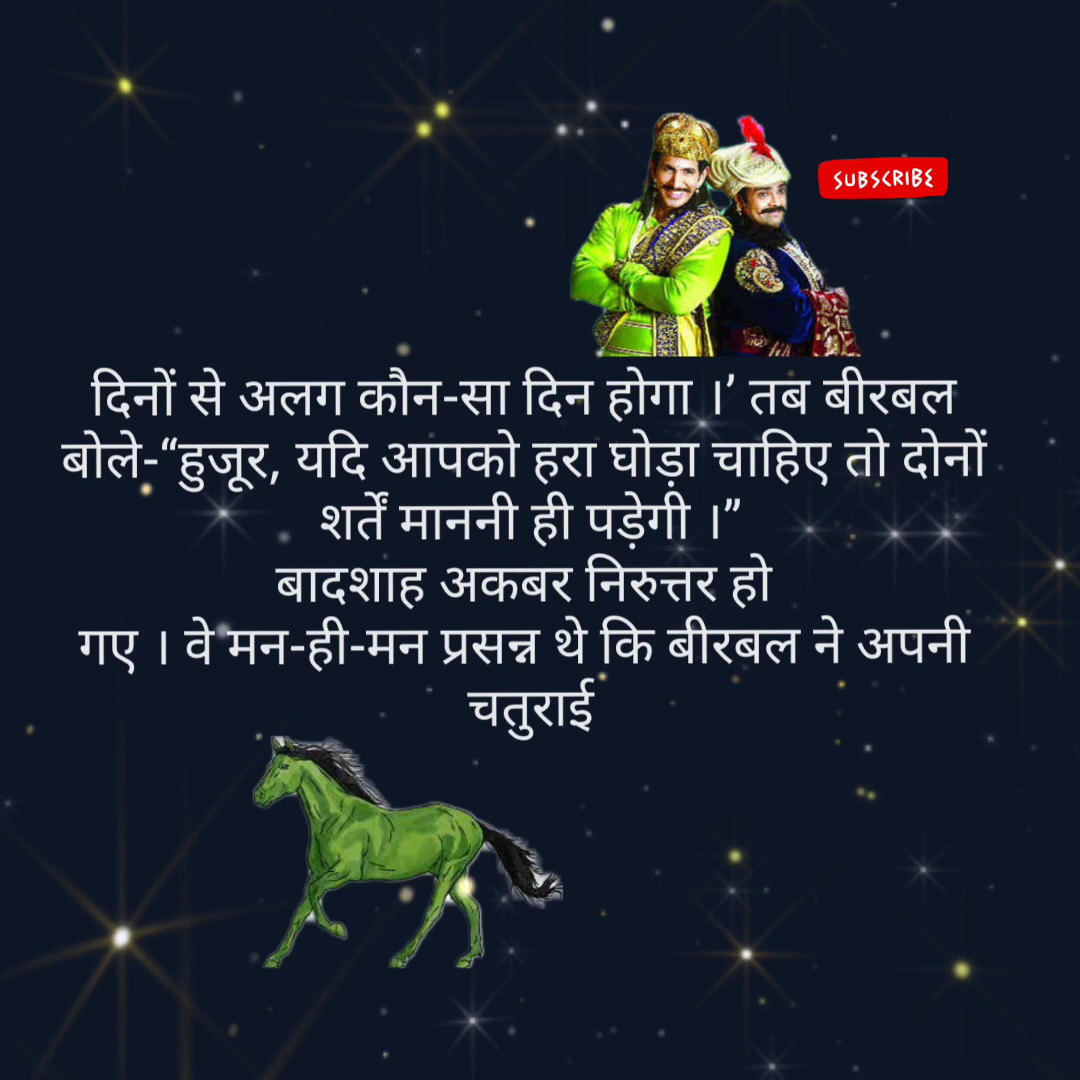 SUBSCRIBE
दिनों से अलग कौन-सा दिन होगा ।’ तब बीरबल
बोले-“हुजूर, यदि आपको हरा घोड़ा चाहिए तो दोनों
शर्तें माननी ही पड़ेगी ।”
बादशाह अकबर निरुत्तर हो
गए । वे मन-ही-मन प्रसन्न थे कि बीरबल ने अपनी
चतुराई